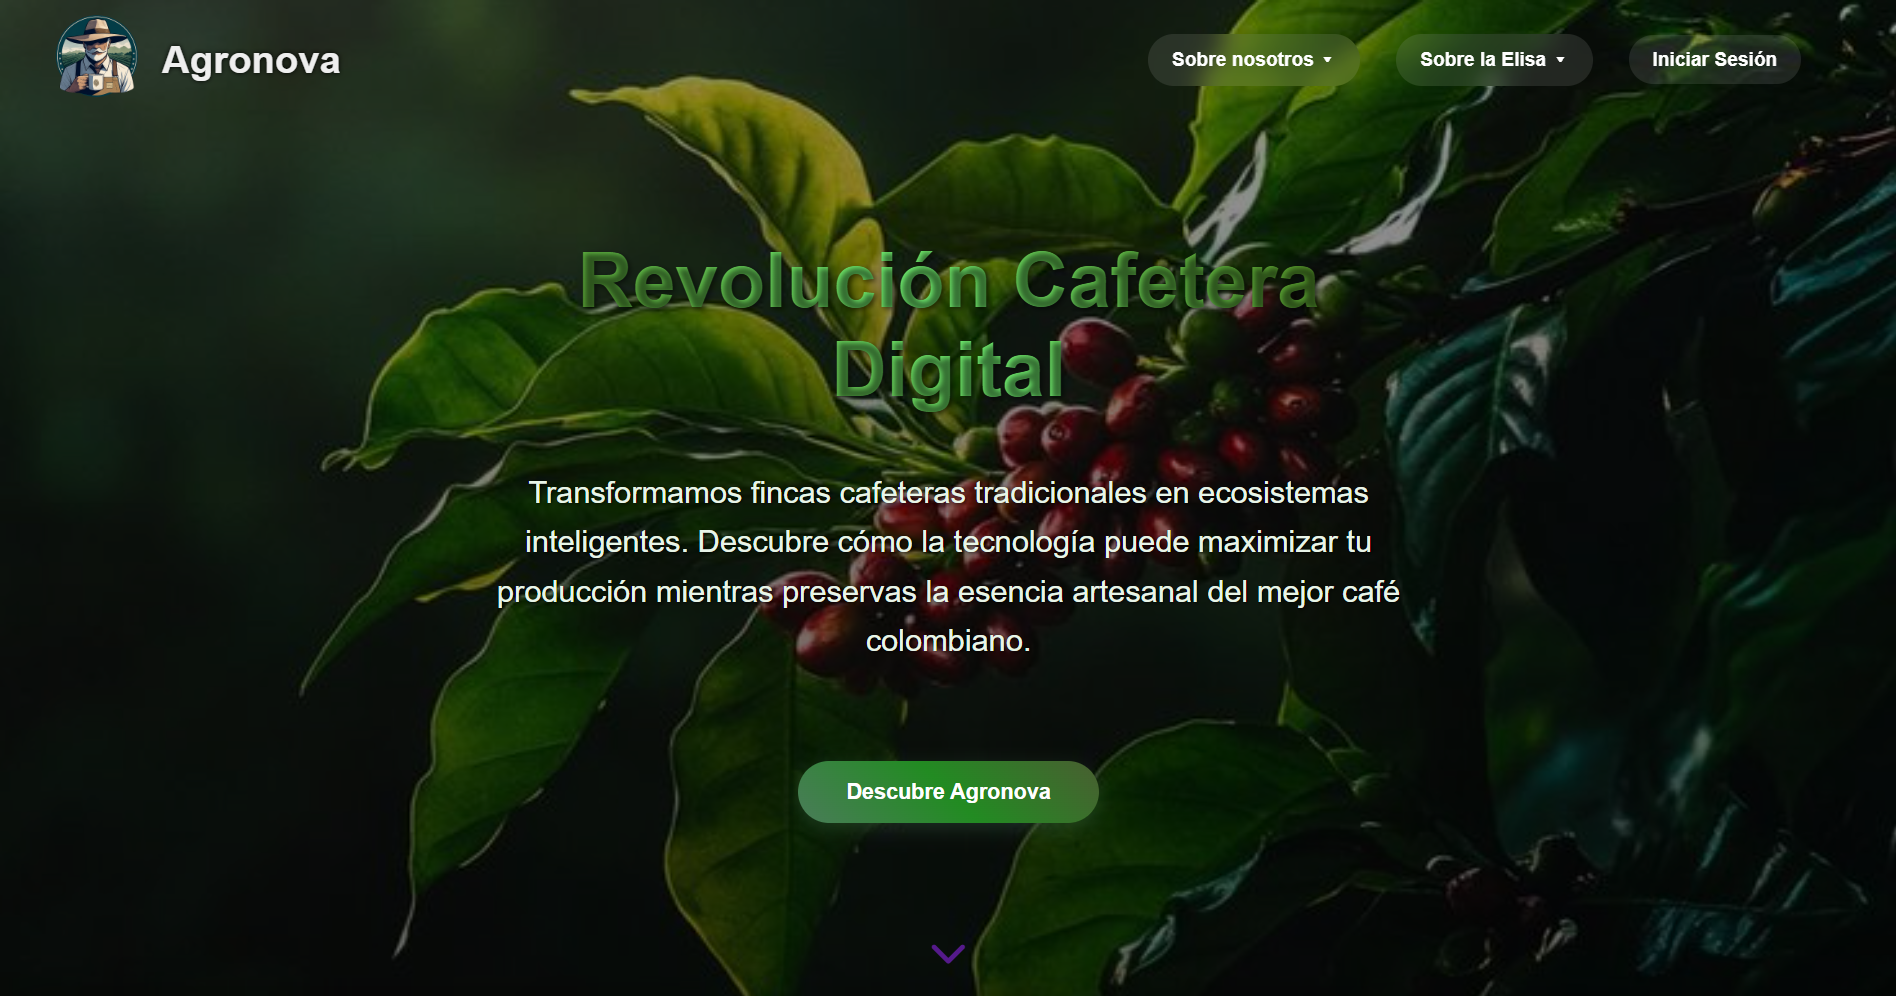 Agronova
Sobre nosotros
Sobre la Elisa
Iniciar Sesión
Revolución Cafetera
Digital
Transformamos fincas cafeteras tradicionales en ecosistemas
inteligentes. Descubre cómo la tecnología puede maximizar tu
producción mientras preservas la esencia artesanal del mejor café
colombiano.
Descubre Agronova